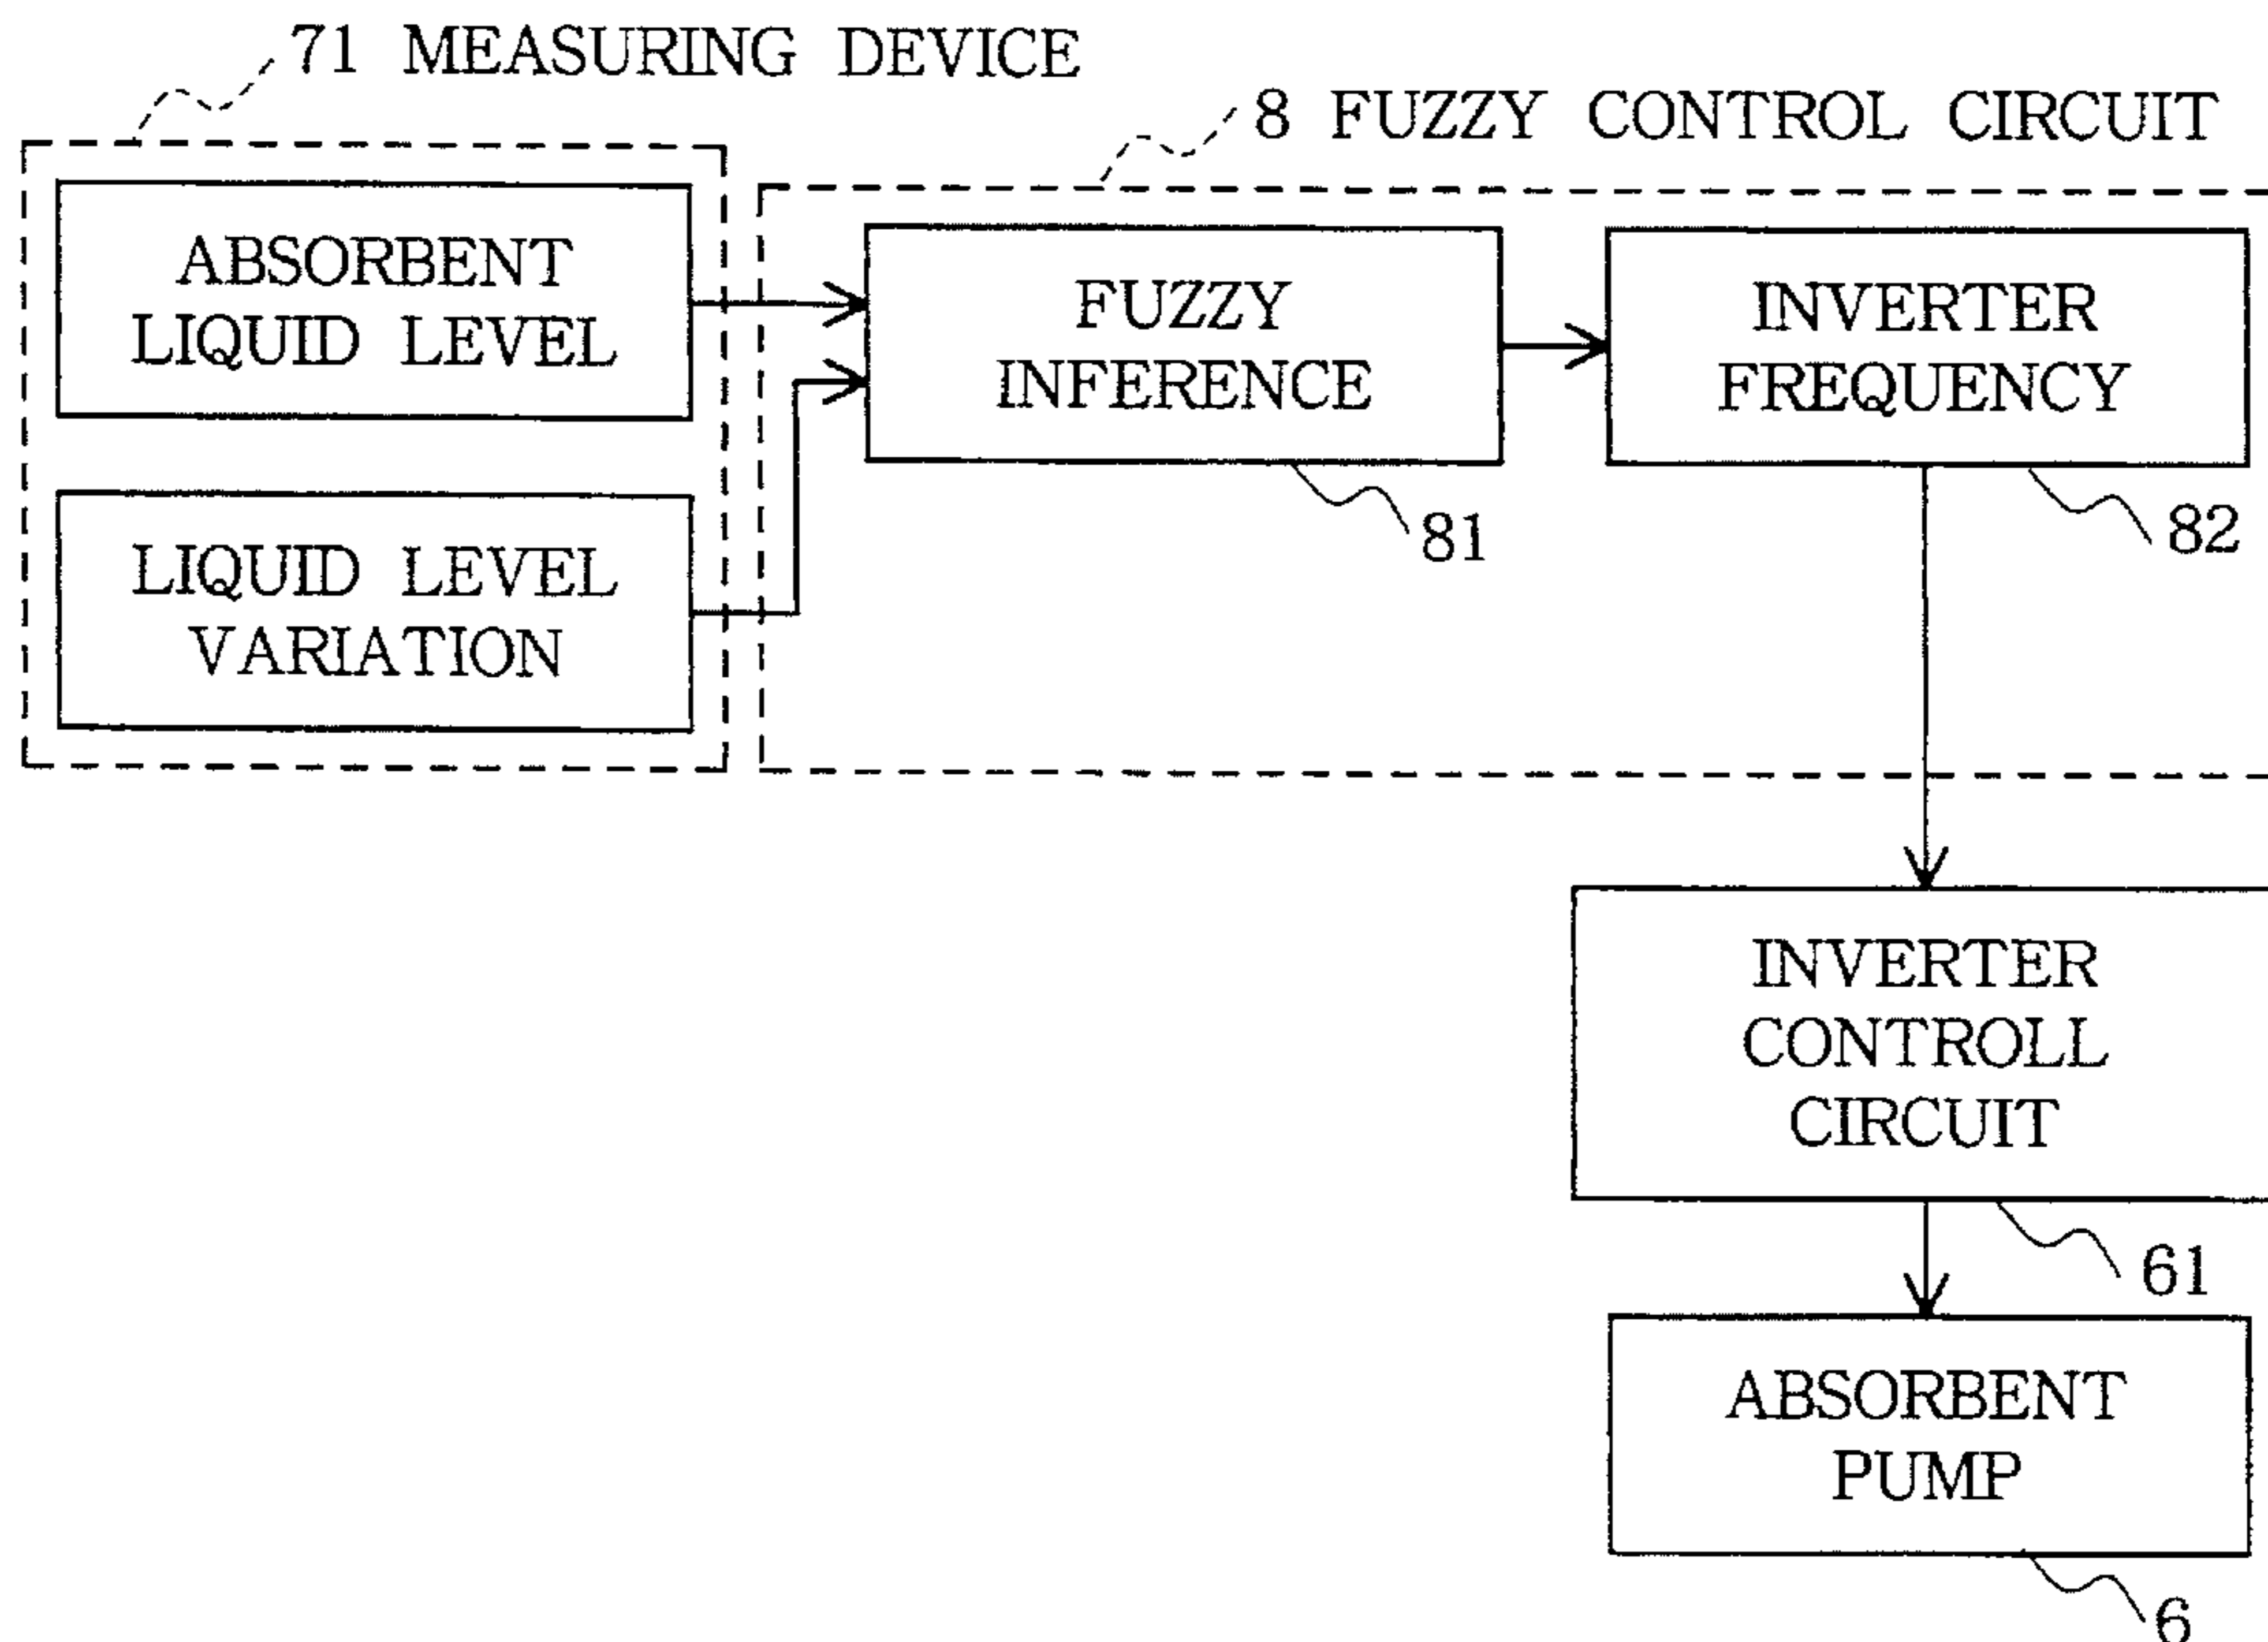 71 MEASURING DEVICE
8 FUZZY CONTROL CIRCUIT
ABSORBENT
LIQUID LEVEL
FUZZY
INFERENCE
INVERTER
FREQUENCY
81
82
LIQUID LEVEL
VARIATION
INVERTER
CONTROLL
CIRCUIT
61
ABSORBENT
PUMP
6